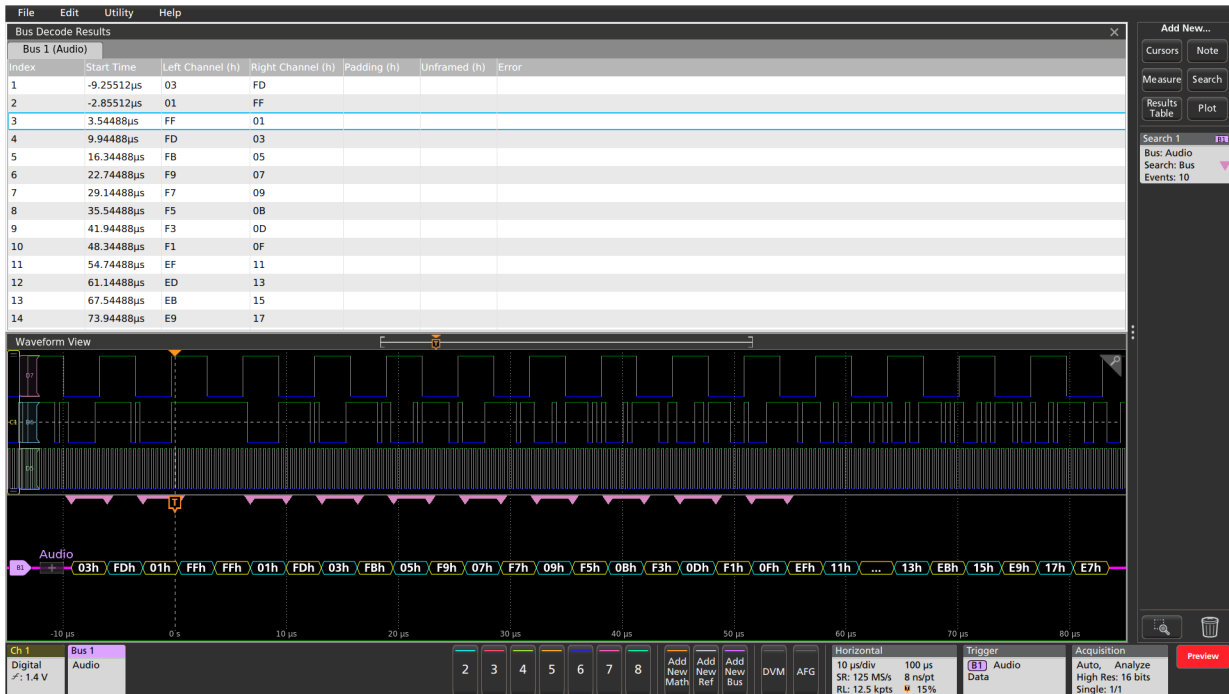 File Edit Utility Help
Bus Decode Results
Bus 1 (Audio)
Index Start Time Left Channel (h) Right Channel (h) Padding (h) Unframed (h) Error
1 -9.25512µs 03 FD
2 -2.85512µs 01 FF
3 3.54488µs FF 01
4 9.94488µs FD 03
5 16.34488µs FB 05
6 22.74488µs F9 07
7 29.14488µs F7 09
8 35.54488µs F5 0B
9 41.94488µs F3 0D
10 48.34488µs F1 0F
11 54.74488µs EF 11
12 61.14488µs ED 13
13 67.54488µs EB 15
14 73.94488µs E9 17
Waveform View
T
D7
C1 D6
D5
T
Audio
B1 + 03h FDh 01h FFh FFh 01h FDh 03h FBh 05h F9h 07h F7h 09h F5h 0Bh F3h 0Dh F1h 0Fh EFh 11h ... 13h EBh 15h E9h 17h E7h
-10 µs 0 s 10 µs 20 µs 30 µs 40 µs 50 µs 60 µs 70 µs 80 µs
Add New...
Cursors Note
Measure Search
Results Table Plot
Search 1 B1
Bus: Audio
Search: Bus
Events: 10
Ch 1
Digital
1.4 V
Bus 1
Audio
2 3 4 5 6 7 8
Add New Math
Add New Ref
Add New Bus
DVM AFG
Horizontal
10 µs/div 100 µs
SR: 125 MS/s 8 ns/pt
RL: 12.5 kpts 15%
Trigger
B1 Audio
Data
Acquisition
Auto, Analyze
High Res: 16 bits
Single: 1/1
Preview